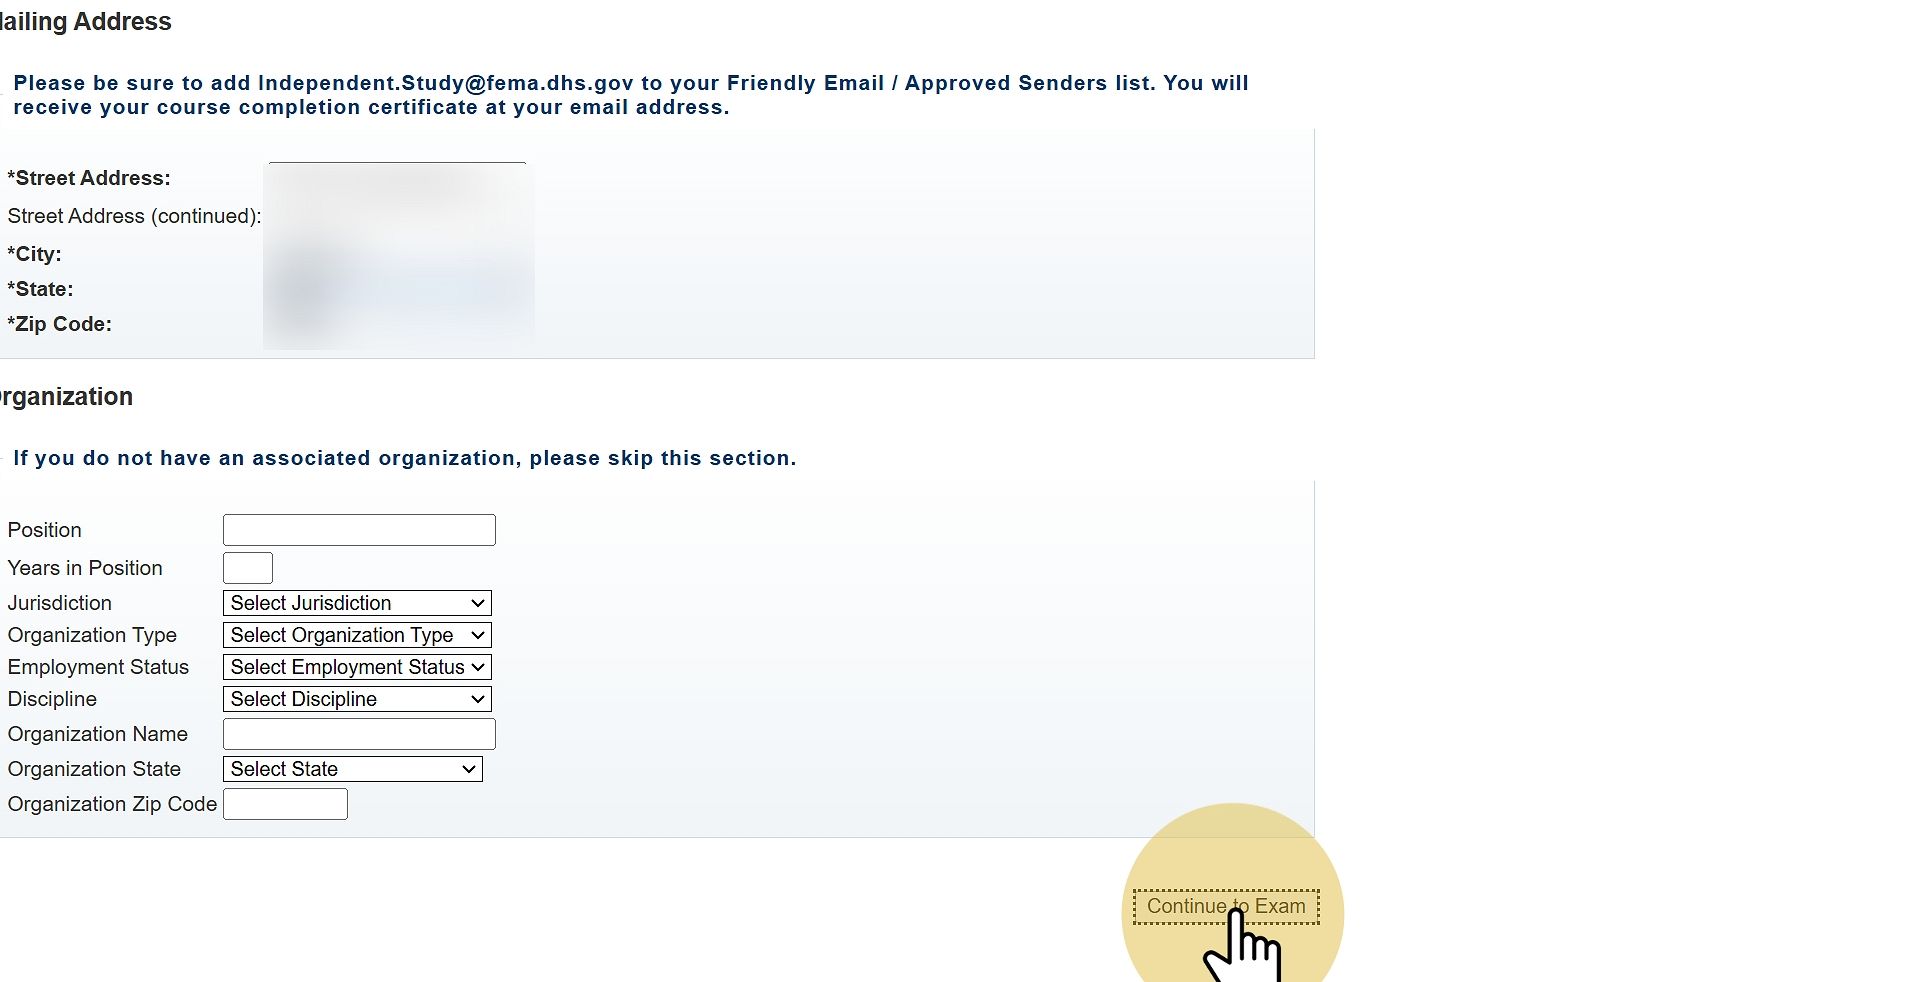 ailing Address
Please be sure to add Independent.Study@fema.dhs.gov to your Friendly Email / Approved Senders list. You will
receive your course completion certificate at your email address.
*Street Address:
Street Address (continued):
*City:
*State:
*Zip Code:
rganization
If you do not have an associated organization, please skip this section.
Position
Years in Position
Jurisdiction Select Jurisdiction
Organization Type Select Organization Type
Employment Status Select Employment Status
Discipline Select Discipline
Organization Name
Organization State Select State
Organization Zip Code
Continue to Exam